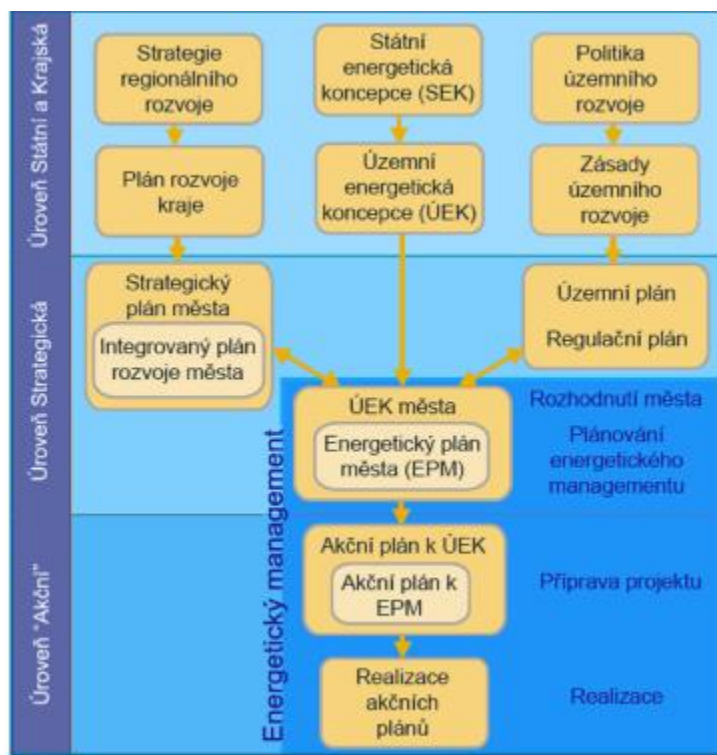 Úroveň Státní a Krajská
Strategie
regionálního
rozvoje
Státní
energetická
koncepce (SEK)
Politika
územního
rozvoje
Plán rozvoje
kraje
Územní
energetická
koncepce (ÚEK)
Zásady
územního
rozvoje
Úroveň Strategická
Strategický
plán města
Integrovaný plán
rozvoje města
Územní plán
Regulační plán
Energetický management
ÚEK města
Energetický plán
města (EPM)
Rozhodnutí města
Plánování
energetického
managementu
Úroveň "Akční"
Akční plán k ÚEK
Akční plán k
EPM
Příprava projektu
Realizace
akčních
plánů
Realizace